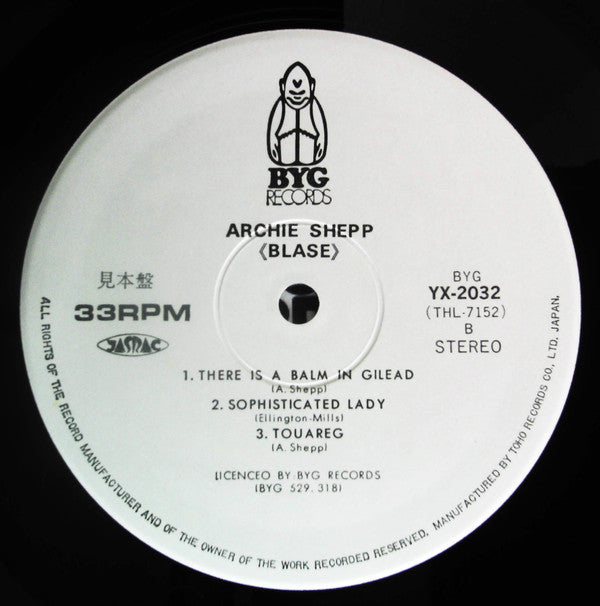 BYG
RECORDS
ARCHIE SHEPP
《BLASE》
見本盤
33RPM
JASRAC
BYG
YX-2032
(THL-7152)
B
STEREO
1. THERE IS A BALM IN GILEAD
(A. Shepp)
2. SOPHISTICATED LADY
(Ellington-Mills)
3. TOUAREG
(A. Shepp)
LICENCEO BY BYG RECORDS
(BYG 529. 318)
ALL RIGHTS OF THE RECORD MANUFACTURER AND OF THE OWNER OF THE WORK RECORDED RESERVED. MANUFACTURED BY TOHO RECORDS CO., LTD. JAPAN.